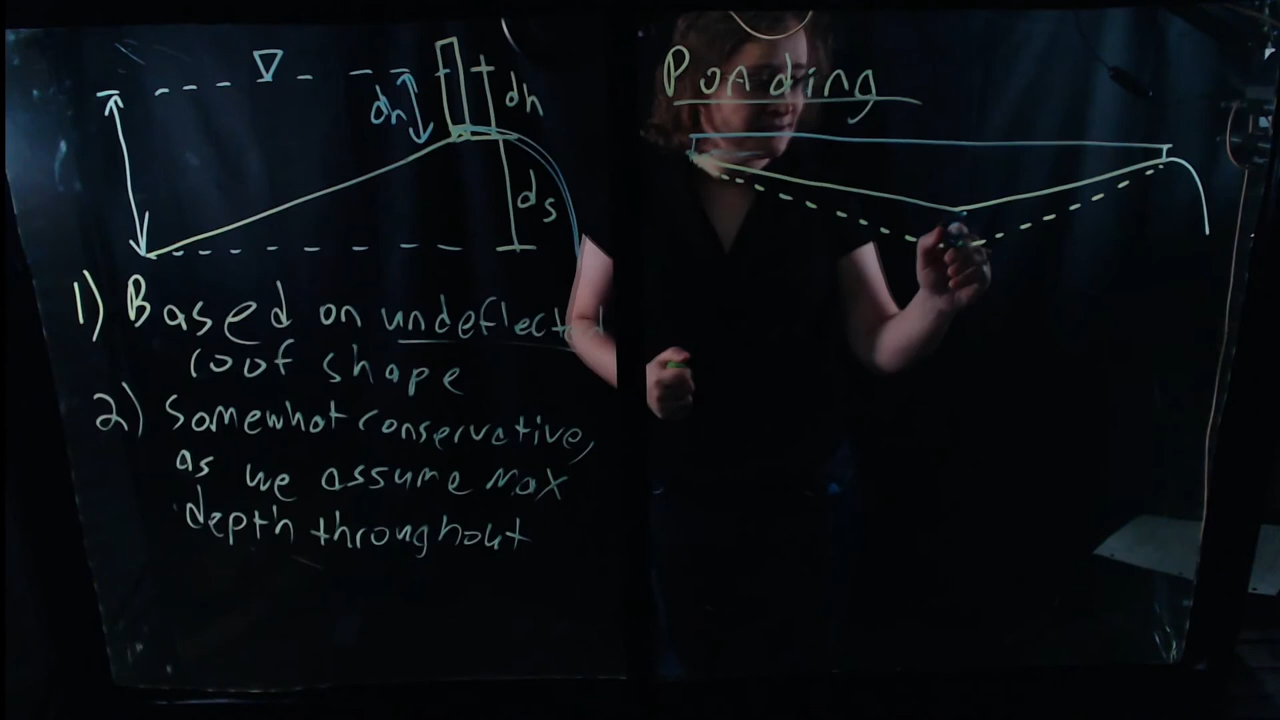 dh
dh
ds
Ponding
1) Based on undeflected
roof shape
2) Somewhat conservative,
as we assume max
depth throughout